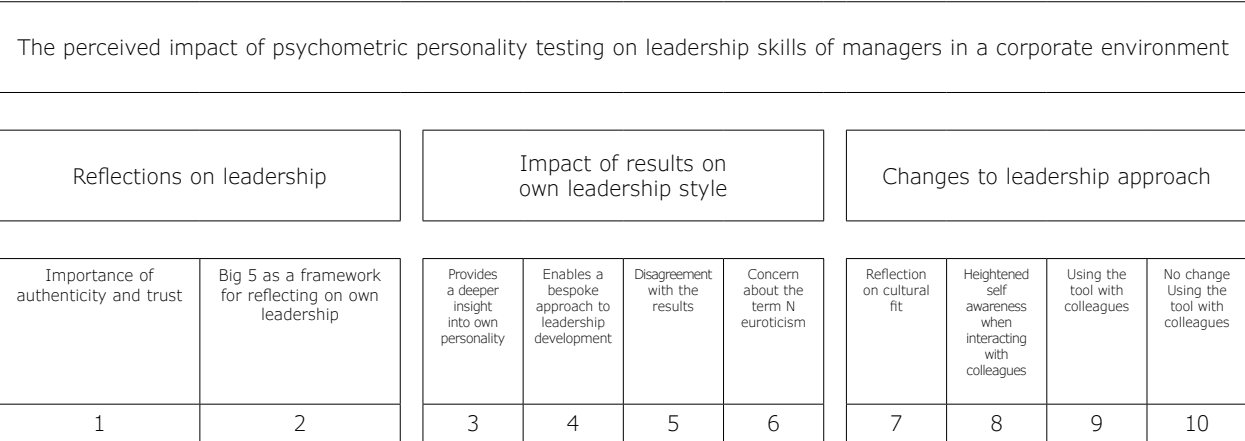 The perceived impact of psychometric personality testing on leadership skills of managers in a corporate environment
Reflections on leadership
Impact of results on
own leadership style
Changes to leadership approach
Importance of
authenticity and trust
Big 5 as a framework
for reflecting on own
leadership
Provides
a deeper
insight
into own
personality
Enables a
bespoke
approach to
leadership
development
Disagreement
with the
results
Concern
about the
term N
euroticism
Reflection
on cultural
fit
Heightened
self
awareness
when
interacting
with
colleagues
Using the
tool with
colleagues
No change
Using the
tool with
colleagues
1
2
3
4
5
6
7
8
9
10